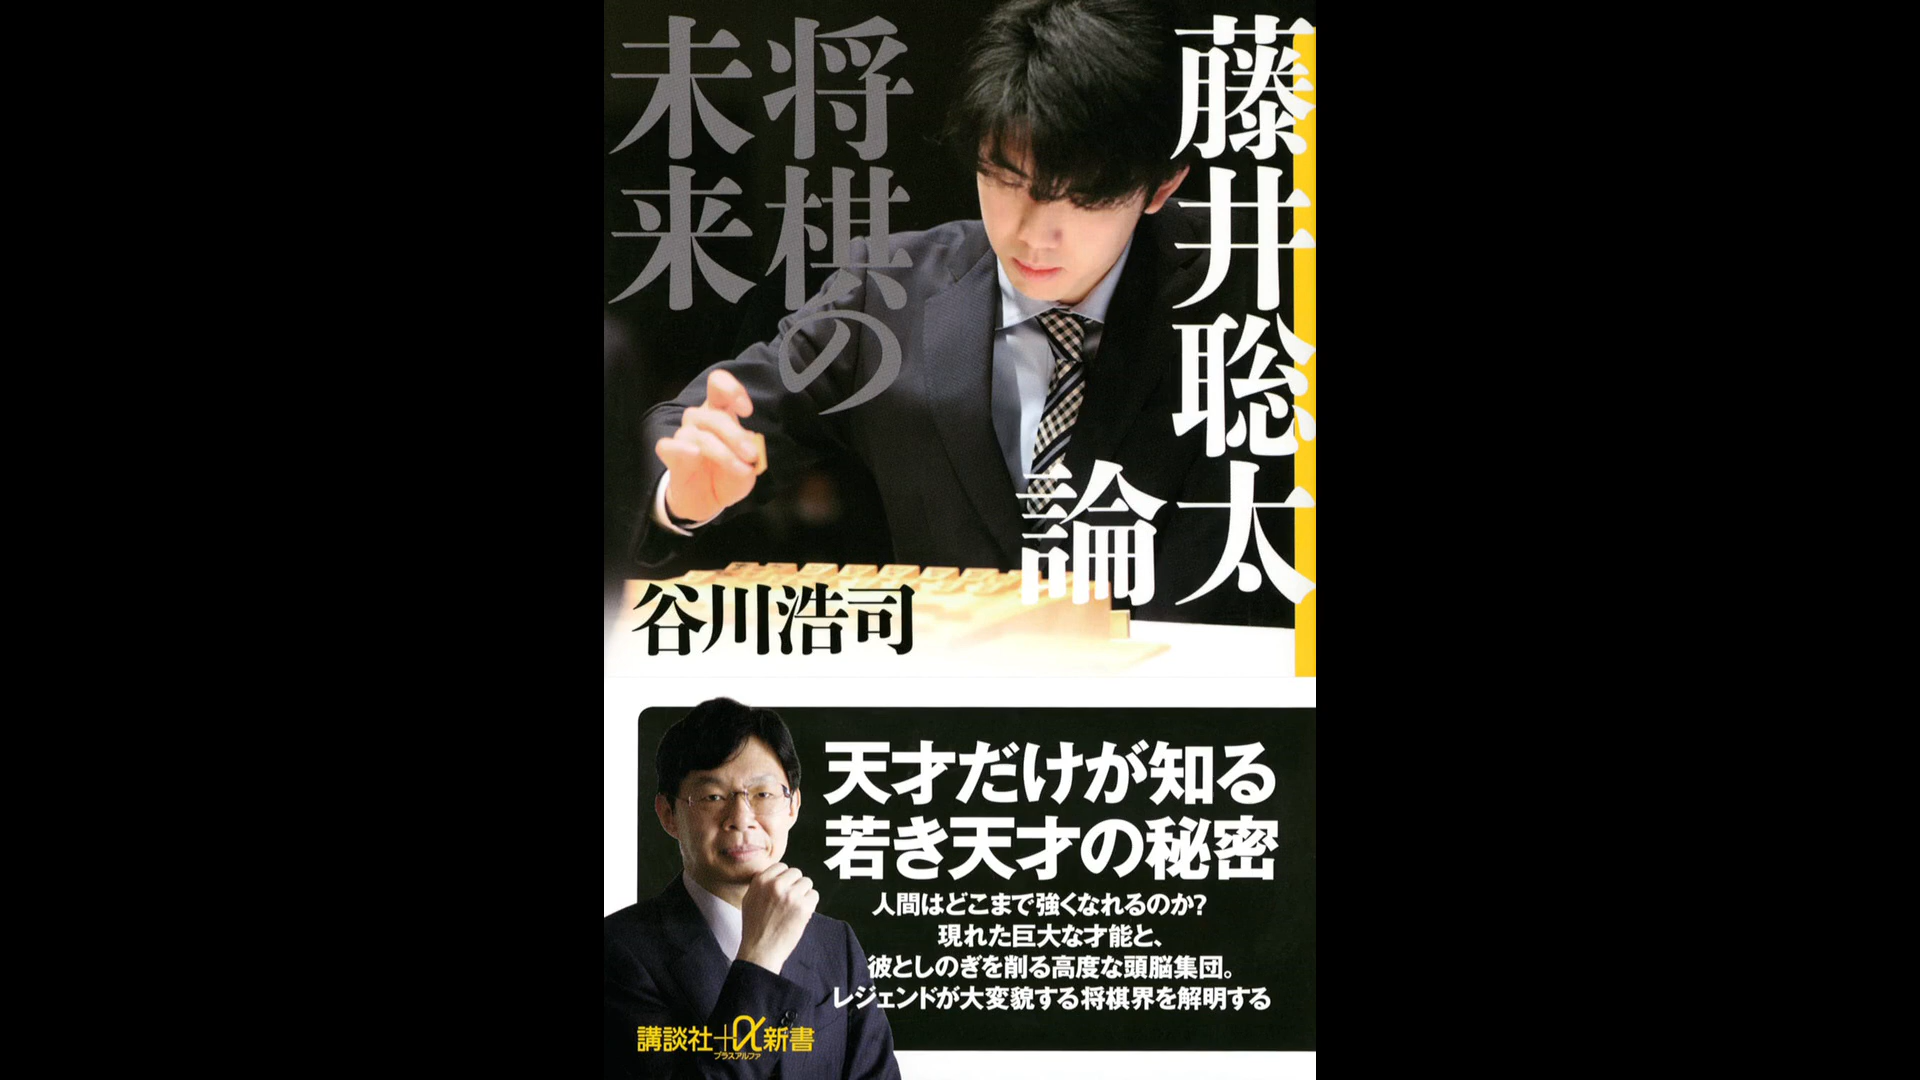 藤井聡太
論
将棋の
未来
谷川浩司
天才だけが知る
若き天才の秘密
人間はどこまで強くなれるのか?
現れた巨大な才能と、
彼としのぎを削る高度な頭脳集団。
レジェンドが大変貌する将棋界を解明する
講談社+α新書
プラスアルファ